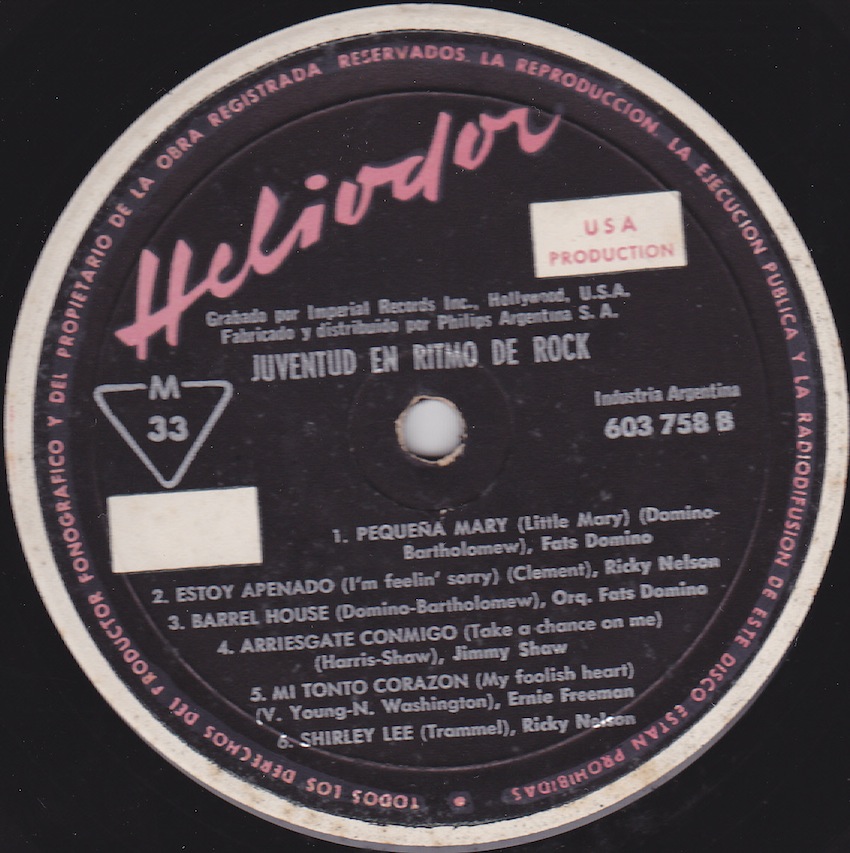 TODOS LOS DERECHOS DEL PRODUCTOR FONOGRAFICO Y DEL PROPIETARIO DE LA OBRA REGISTRADA RESERVADOS. LA REPRODUCCION. LA EJECUCION PUBLICA Y LA RADIODIFUSION DE ESTE DISCO ESTAN PROHIBIDAS
Heliodor
USA
PRODUCTION
Grabado por Imperial Records Inc., Hollywood, U.S.A.
Fabricado y distribuido por Philips Argentina S. A.
JUVENTUD EN RITMO DE ROCK
M
33
Industria Argentina
603 758 B
1. PEQUEÑA MARY (Little Mary) (Domino-
Bartholomew), Fats Domino
2. ESTOY APENADO (I'm feelin' sorry) (Clement), Ricky Nelson
3. BARREL HOUSE (Domino-Bartholomew), Orq. Fats Domino
4. ARRIESGATE CONMIGO (Take a chance on me)
(Harris-Shaw), Jimmy Shaw
5. MI TONTO CORAZON (My foolish heart)
(V. Young-N. Washington), Ernie Freeman
6. SHIRLEY LEE (Trammel), Ricky Nelson